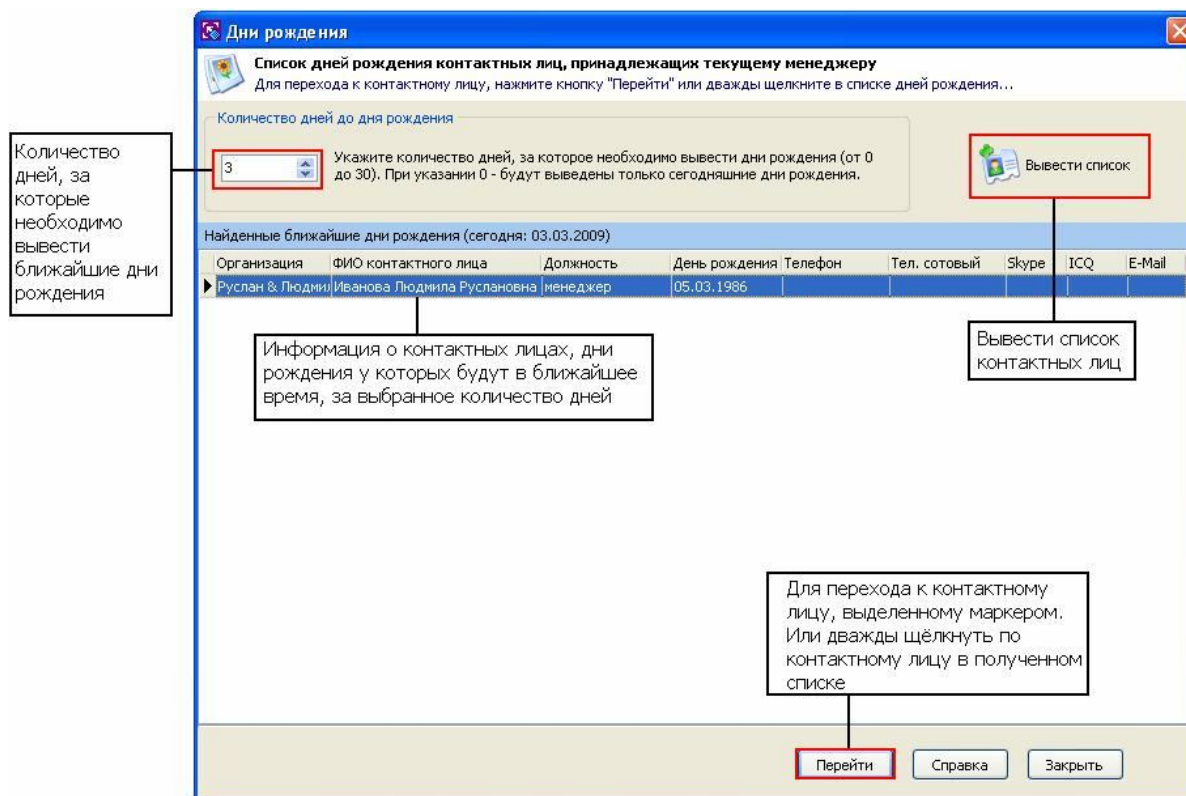 Дни рождения
Список дней рождения контактных лиц, принадлежащих текущему менеджеру
Для перехода к контактному лицу, нажмите кнопку "Перейти" или дважды щелкните в списке дней рождения...
Количество дней до дня рождения
Количество
дней, за
которые
необходимо
вывести
ближайшие дни
рождения
3
Укажите количество дней, за которое необходимо вывести дни рождения (от 0
до 30). При указании 0 - будут выведены только сегодняшние дни рождения.
Вывести список
Найденные ближайшие дни рождения (сегодня: 03.03.2009)
Организация ФИО контактного лица Должность День рождения Телефон Тел. сотовый Skype ICQ E-Mail
Руслан & Людмил Иванова Людмила Руслановна менеджер 05.03.1986
Информация о контактных лицах, дни
рождения у которых будут в ближайшее
время, за выбранное количество дней
Вывести список
контактных лиц
Для перехода к контактному
лицу, выделенному маркером.
Или дважды щёлкнуть по
контактному лицу в полученном
списке
Перейти Справка Закрыть